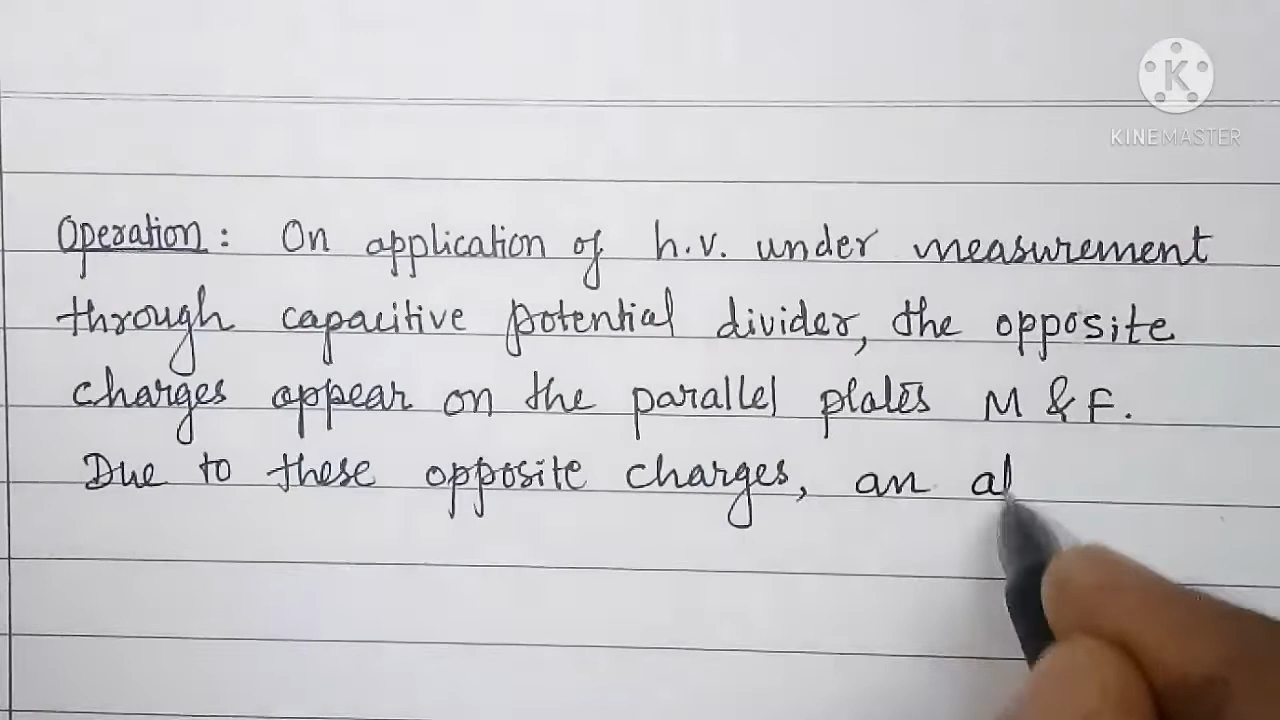 KINEMASTER
Operation: On application of h.v. under measurement
through capacitive potential divider, the opposite
charges appear on the parallel plates M & F.
Due to these opposite charges, an